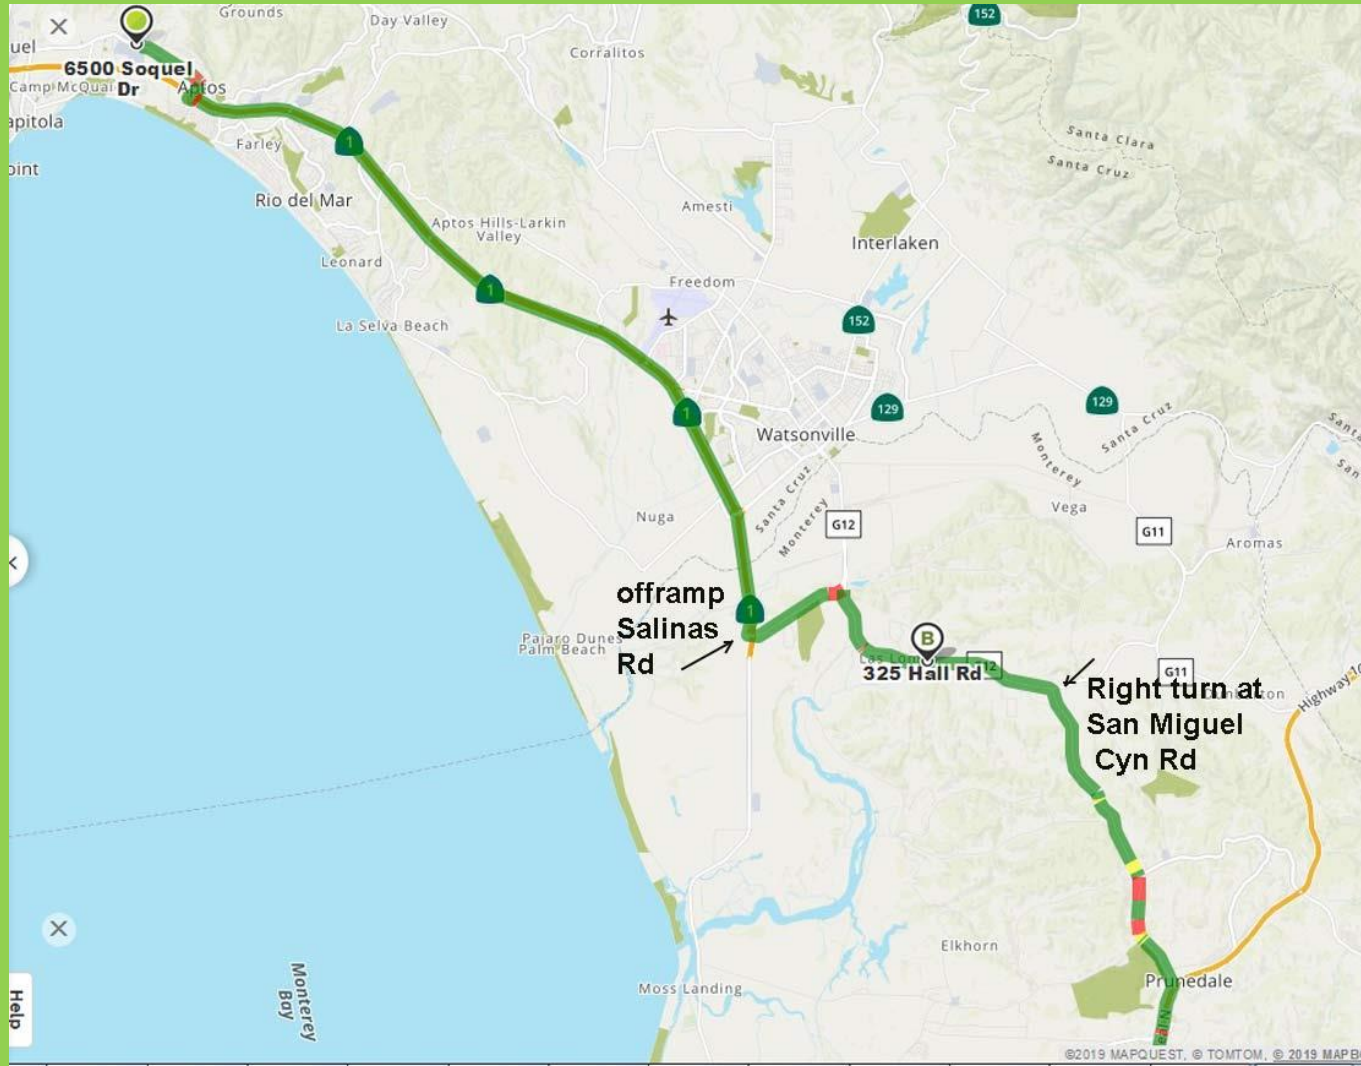 Grounds
Day Valley
152
Corralitos
6500 Soquel
Dr
Camp McQuai
Aptos
apitola
Farley
Santa Clara
Santa Cruz
oint
Rio del Mar
Amesti
Aptos Hills-Larkin
Valley
Interlaken
1
Leonard
Freedom
1
La Selva Beach
152
1
129
129
Watsonville
Santa Cruz
Monterey
Santa Cruz
Monterey
Nuga
G12
Vega
G11
Aromas
offramp
Salinas
Rd
1
Pajaro Dunes
Palm Beach
B
Las Lom
325 Hall Rd
G11
Right turn at
San Miguel
Cyn Rd
Highway 10
Elkhorn
Prunedale
Moss Landing
Monterey
Bay
Help
©2019 MAPQUEST, © TOMTOM, © 2019 MAPB